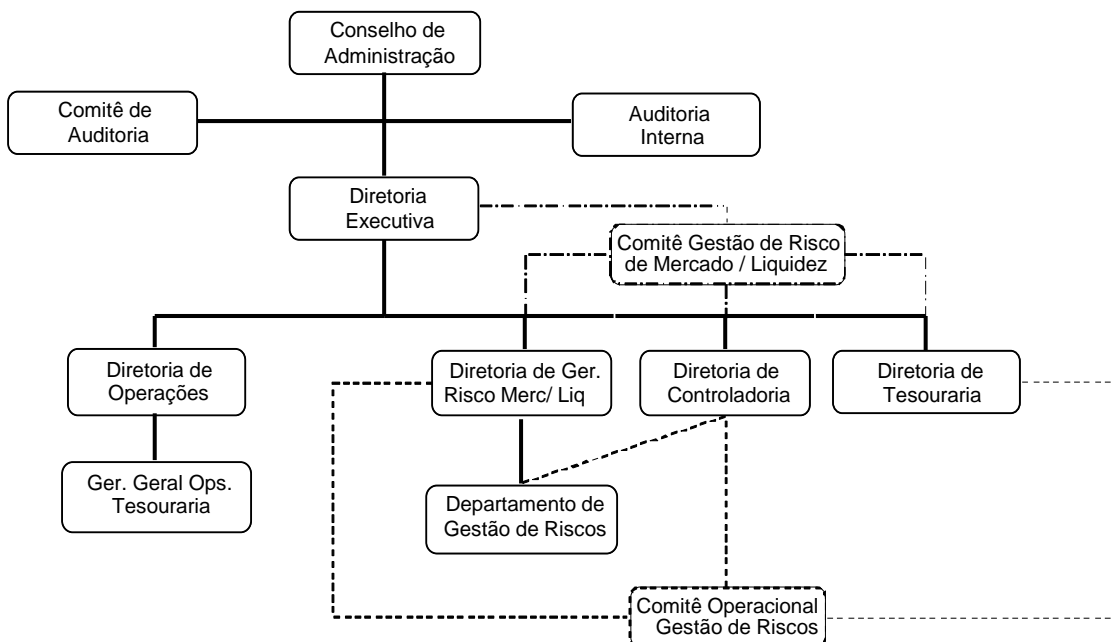 Conselho de
Administração
Comitê de
Auditoria
Auditoria
Interna
Diretoria
Executiva
Comitê Gestão de Risco
de Mercado / Liquidez
Diretoria de
Operações
Diretoria de Ger.
Risco Merc/ Liq
Diretoria de
Controladoria
Diretoria de
Tesouraria
Ger. Geral Ops.
Tesouraria
Departamento de
Gestão de Riscos
Comitê Operacional
Gestão de Riscos